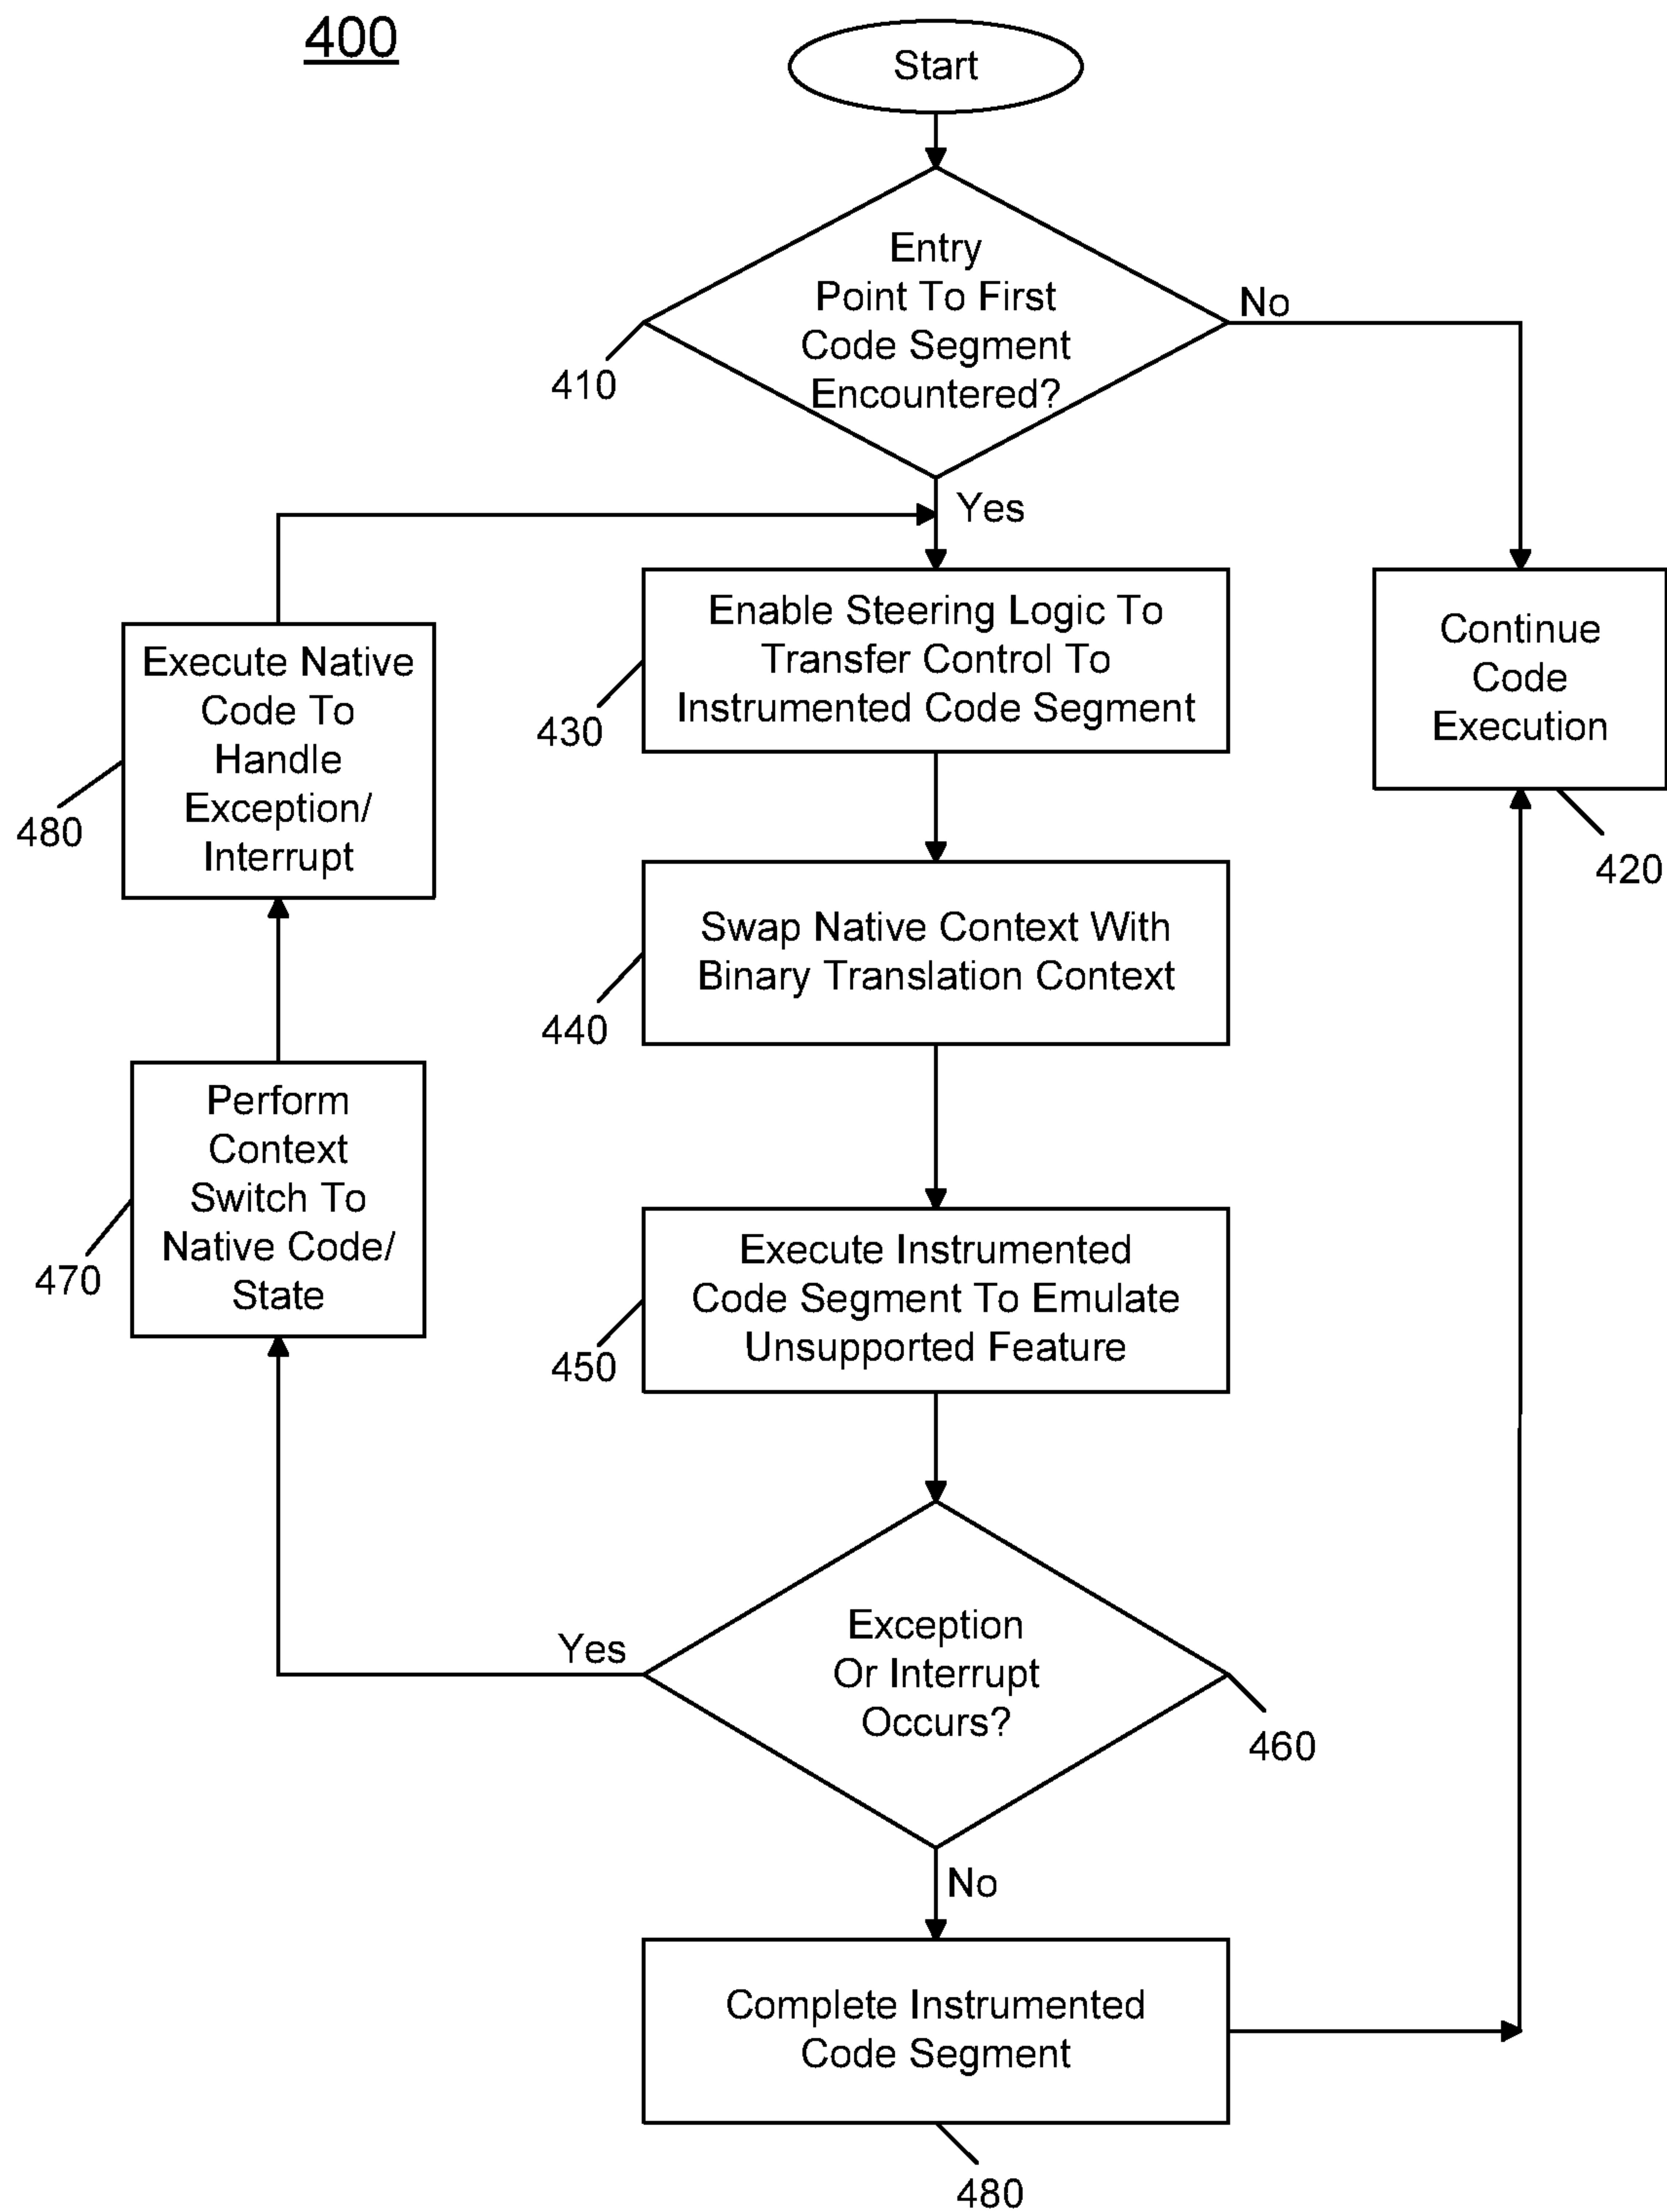 400
Start
Entry
Point To First
Code Segment
Encountered?
410
No
Yes
Enable Steering Logic To
Transfer Control To
Instrumented Code Segment
430
Continue
Code
Execution
420
Execute Native
Code To
Handle
Exception/
Interrupt
480
Swap Native Context With
Binary Translation Context
440
Perform
Context
Switch To
Native Code/
State
470
Execute Instrumented
Code Segment To Emulate
Unsupported Feature
450
Exception
Or Interrupt
Occurs?
460
Yes
No
Complete Instrumented
Code Segment
480